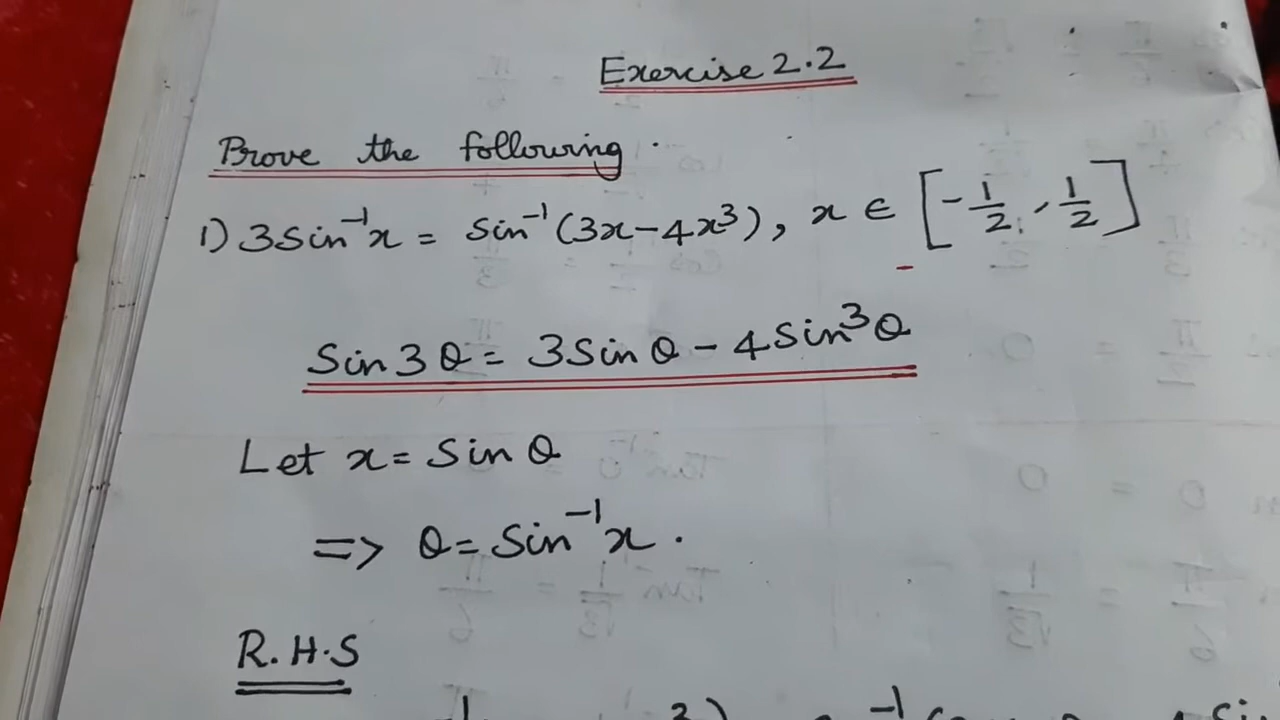 Exercise 2.2
Prove the following.
1) 3sin⁻¹x = sin⁻¹(3x-4x³), x ∈ [-1/2, 1/2]
Sin3θ = 3Sinθ - 4Sin³θ
Let x = Sin θ
=> θ = Sin⁻¹x.
R.H.S